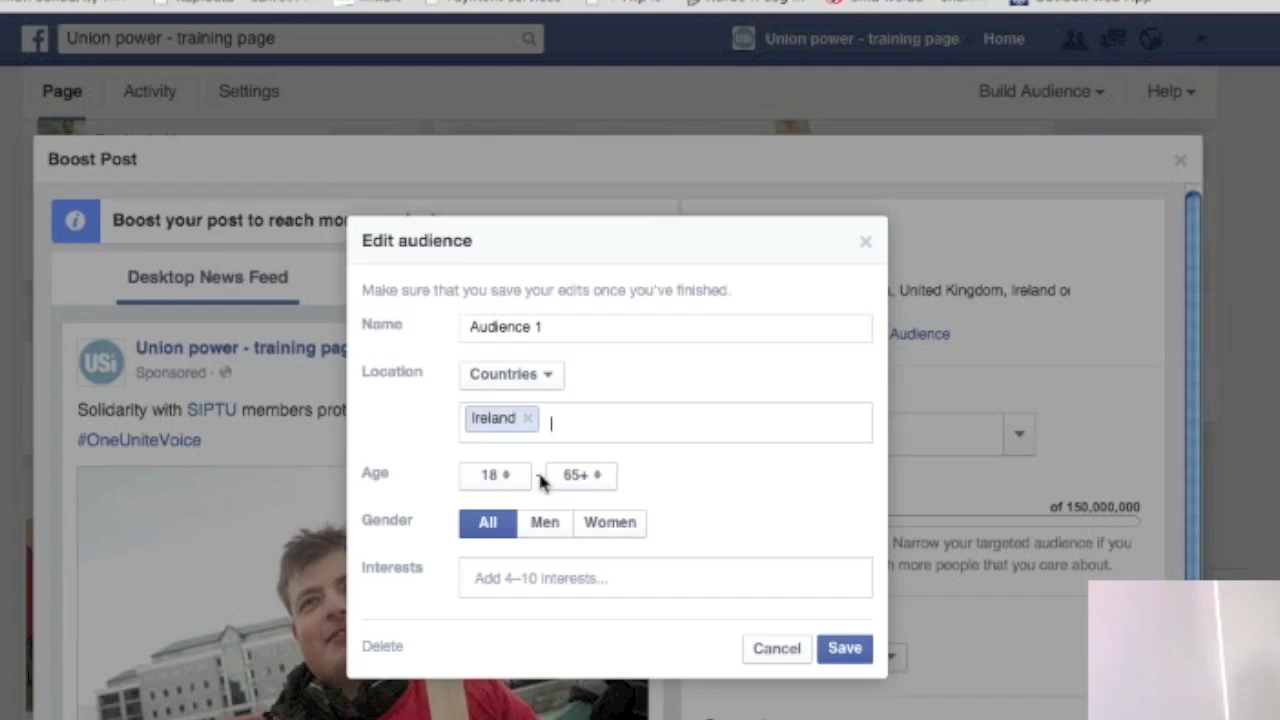 Union power - training page
Union power - training page
Home
Page
Activity
Settings
Build Audience
Help
Boost Post
Boost your post to reach
Desktop News Feed
Union power - training
Sponsored
Solidarity with SIPTU members
#OneUniteVoice
USi
Edit audience
Make sure that you save your edits once you've finished.
Name
Audience 1
Location
Countries
Ireland
Age
18 - 65+
Gender
All
Men
Women
Interests
Add 4–10 interests...
Delete
Cancel
Save
, United Kingdom, Ireland
Audience
of 150,000,000
Narrow your targeted audience if you
more people that you care about.